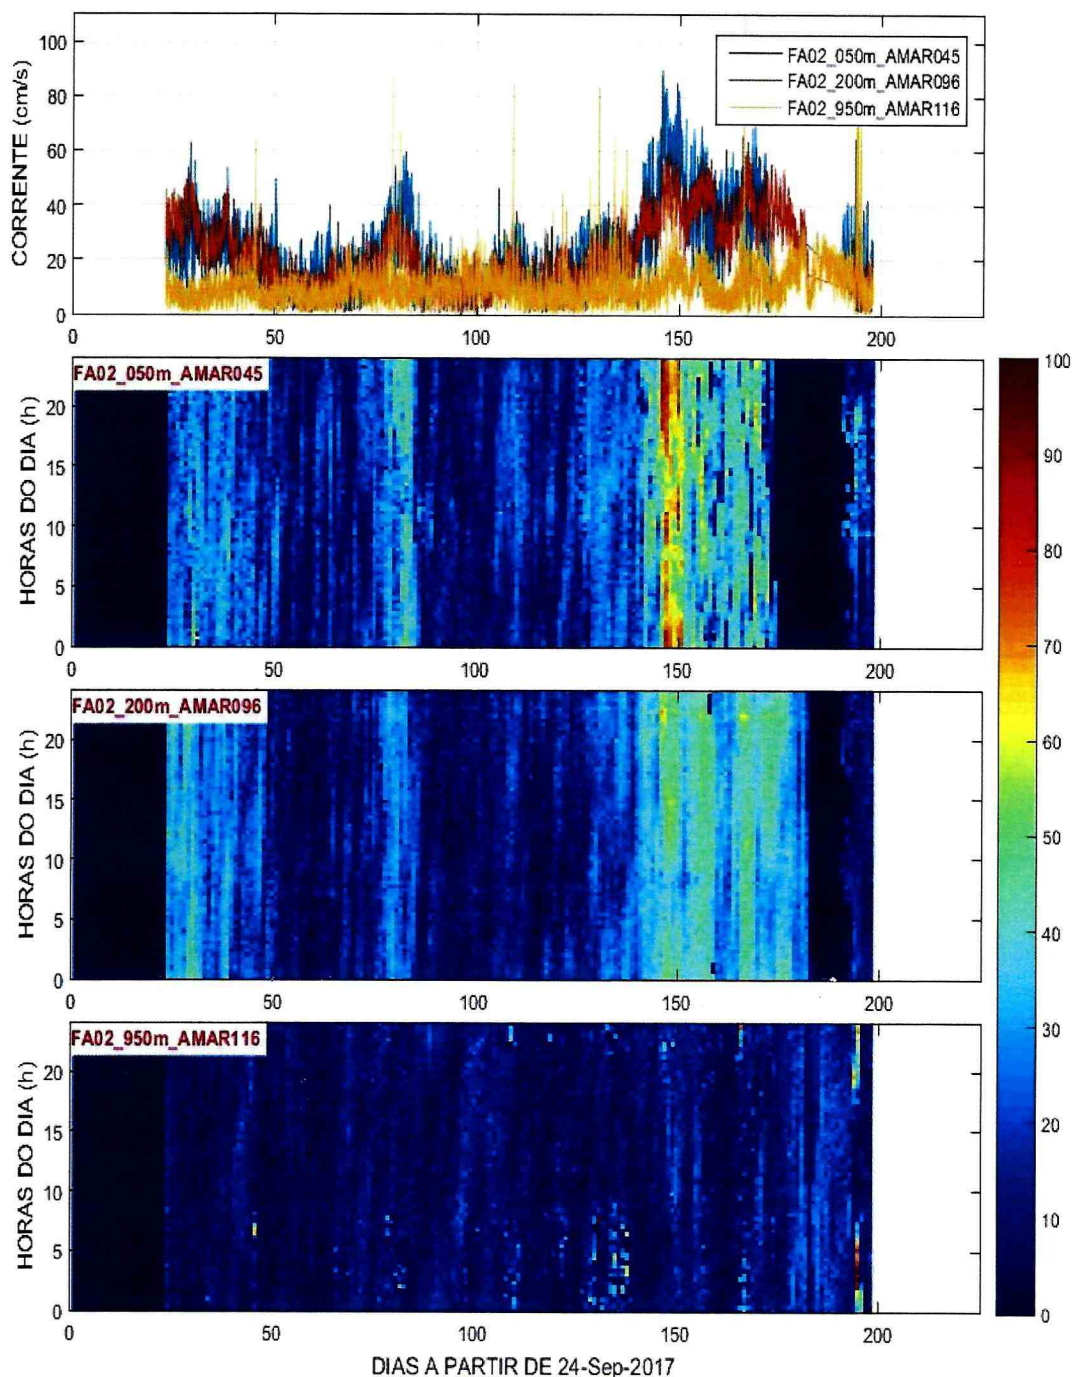 CORRENTE (cm/s)
100
80
60
40
20
0
FA02_050m_AMAR045
FA02_200m_AMAR096
FA02_950m_AMAR116
0 50 100 150 200
FA02_050m_AMAR045
HORAS DO DIA (h)
20
15
10
5
0
0 50 100 150 200
FA02_200m_AMAR096
HORAS DO DIA (h)
20
15
10
5
0
0 50 100 150 200
FA02_950m_AMAR116
HORAS DO DIA (h)
20
15
10
5
0
0 50 100 150 200
DIAS A PARTIR DE 24-Sep-2017
100
90
80
70
60
50
40
30
20
10
0